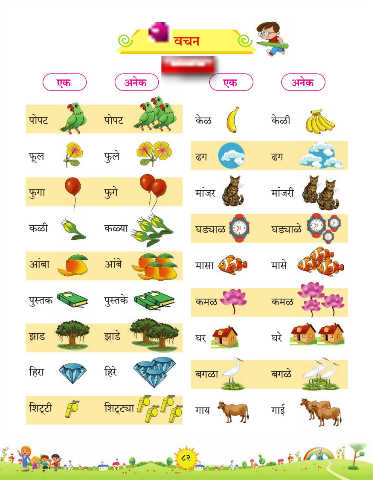 वचन
एक अनेक एक अनेक
पोपट पोपट केळ केळी
फूल फुले ढग ढग
फुगा फुगे मांजर मांजरी
कळी कळ्या घड्याळ घड्याळे
आंबा आंबे मासा मासे
पुस्तक पुस्तके कमळ कमळ
झाड झाडे घर घरे
हिरा हिरे बगळा बगळे
शिट्टी शिट्ट्या गाय गाई
८२